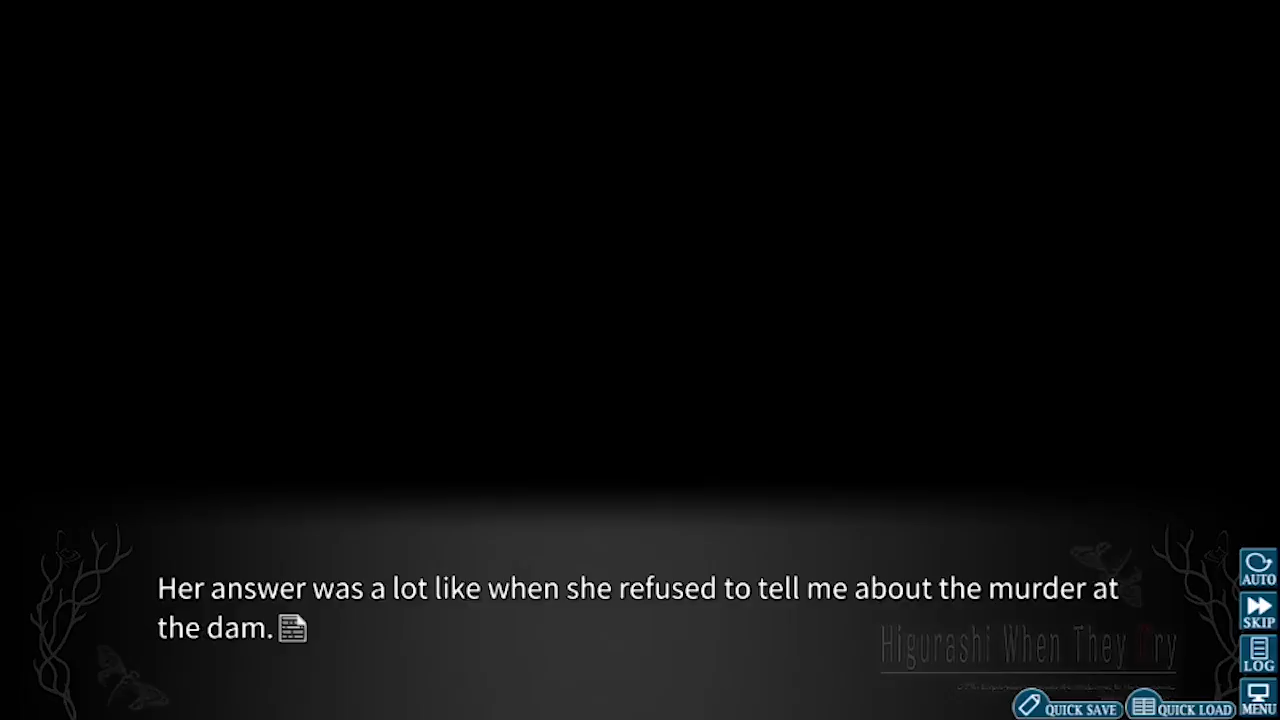 Her answer was a lot like when she refused to tell me about the murder at
the dam.
Higurashi When They Cry
AUTO
SKIP
LOG
MENU
QUICK SAVE
QUICK LOAD